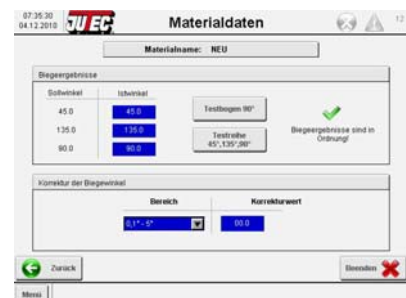 07:35:30
04.12.2010
JUTEC
Materialdaten
12
Materialname: NEU
Biegeergebnisse
Sollwinkel Istwinkel
45.0 45.0
Testbogen 90°
135.0 135.0
Testreihe
45°,135°,90°
90.0 90.0
Biegeergebnisse sind in
Ordnung!
Korrektur der Biegewinkel
Bereich Korrekturwert
0,1° - 5° 00.0
Zurück
Beenden
Menü